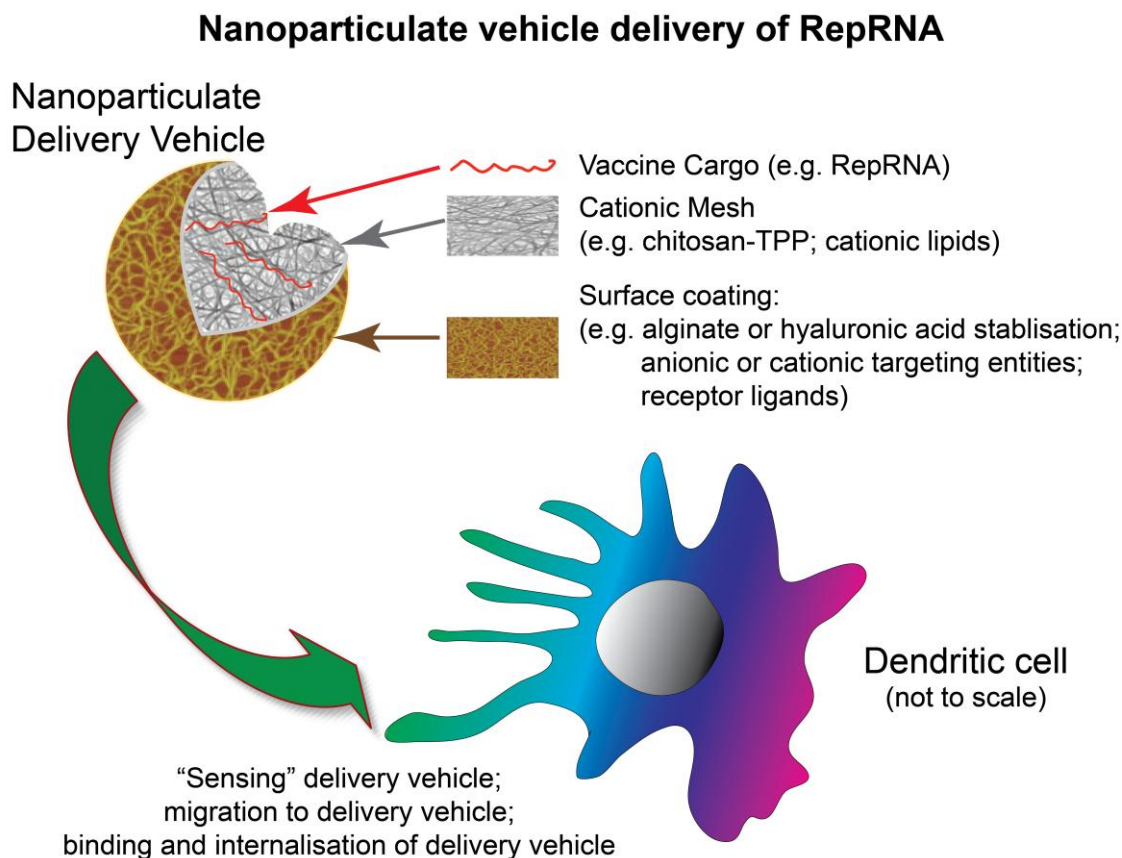 Nanoparticulate vehicle delivery of RepRNA
Nanoparticulate
Delivery Vehicle
Vaccine Cargo (e.g. RepRNA)
Cationic Mesh
(e.g. chitosan-TPP; cationic lipids)
Surface coating:
(e.g. alginate or hyaluronic acid stablisation;
anionic or cationic targeting entities;
receptor ligands)
Dendritic cell
(not to scale)
“Sensing” delivery vehicle;
migration to delivery vehicle;
binding and internalisation of delivery vehicle